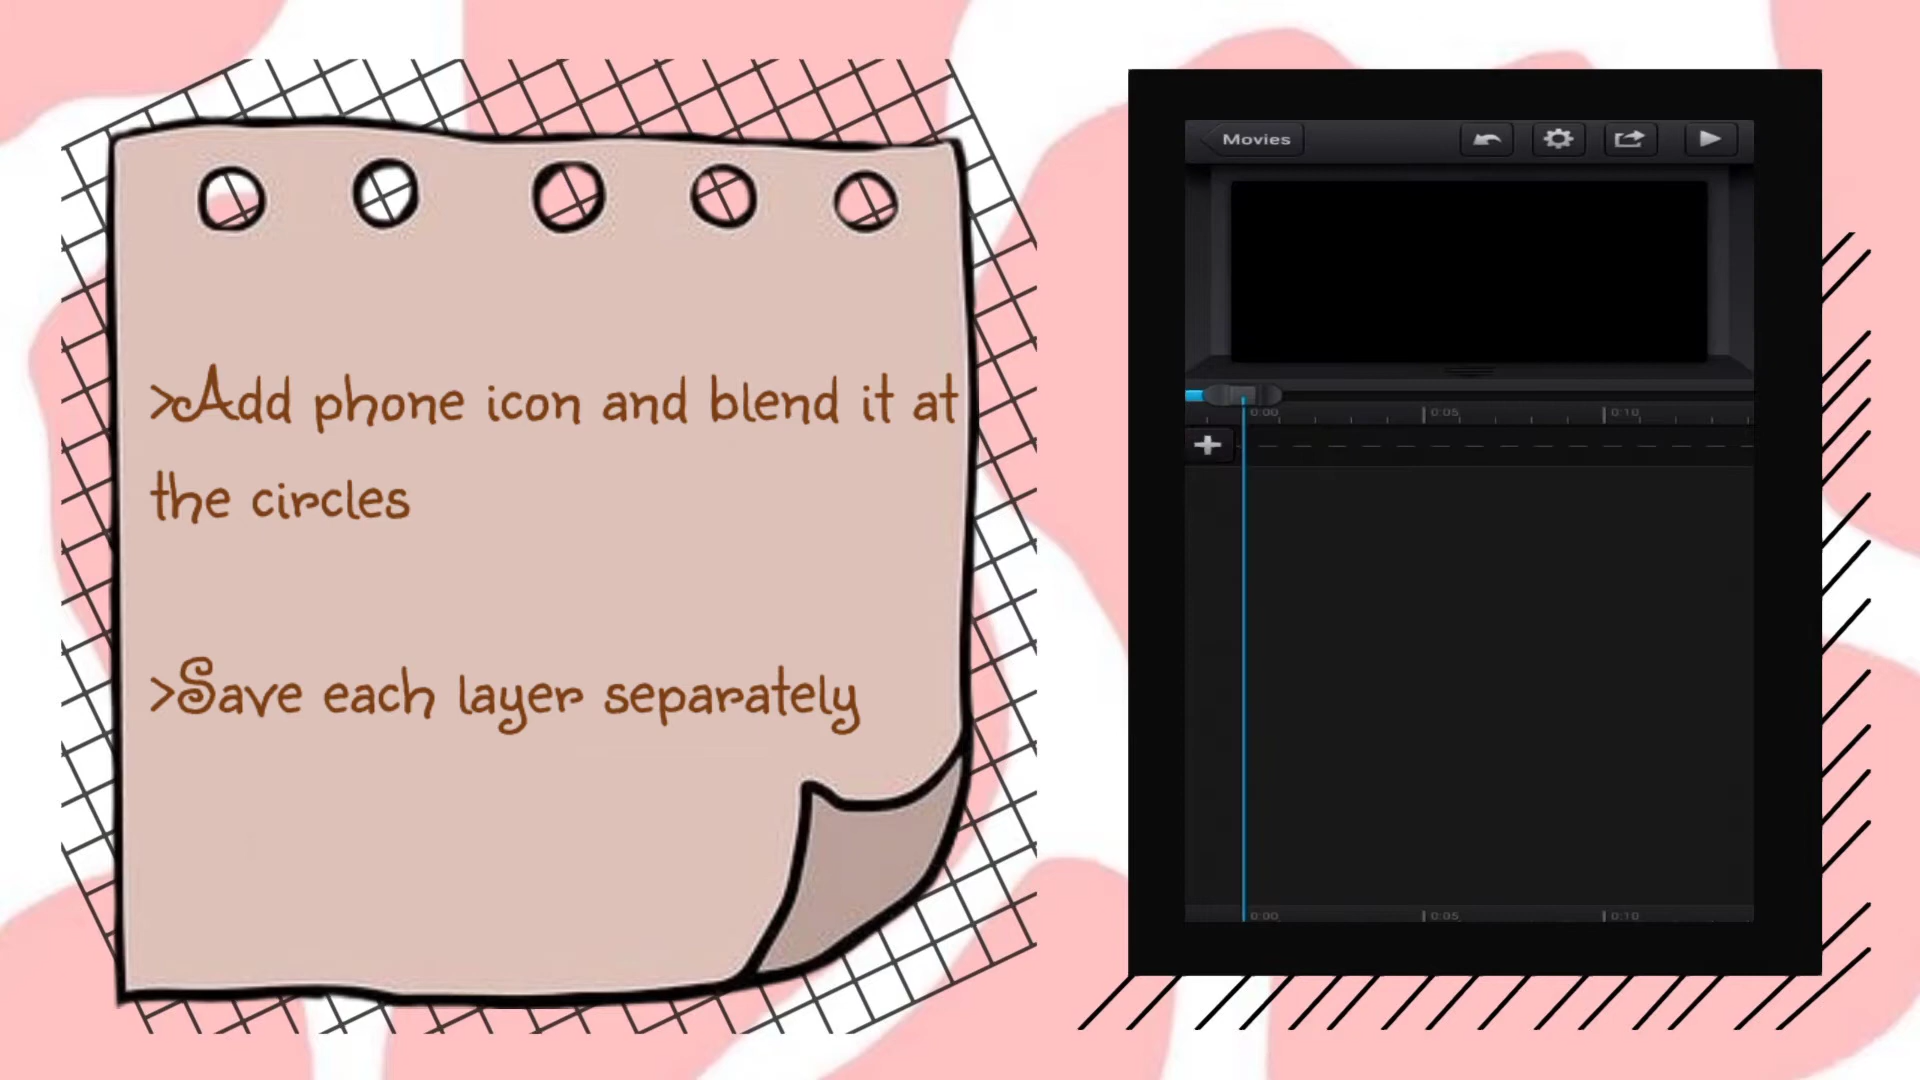 >Add phone icon and blend it at
the circles
>Save each layer separately
Movies
0:00 0:05 0:10
0:00 0:05 0:10